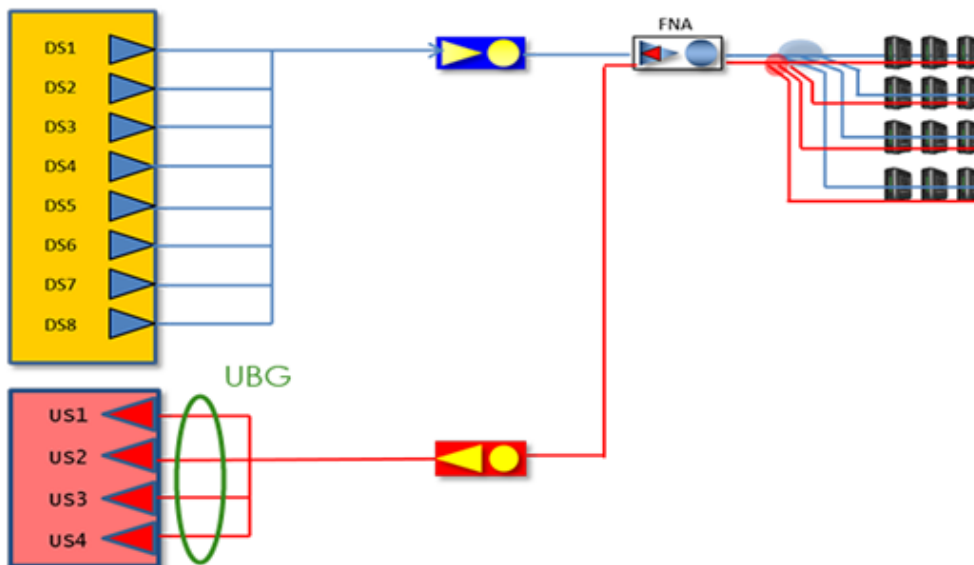 FNA
DS1
DS2
DS3
DS4
DS5
DS6
DS7
DS8
UBG
US1
US2
US3
US4